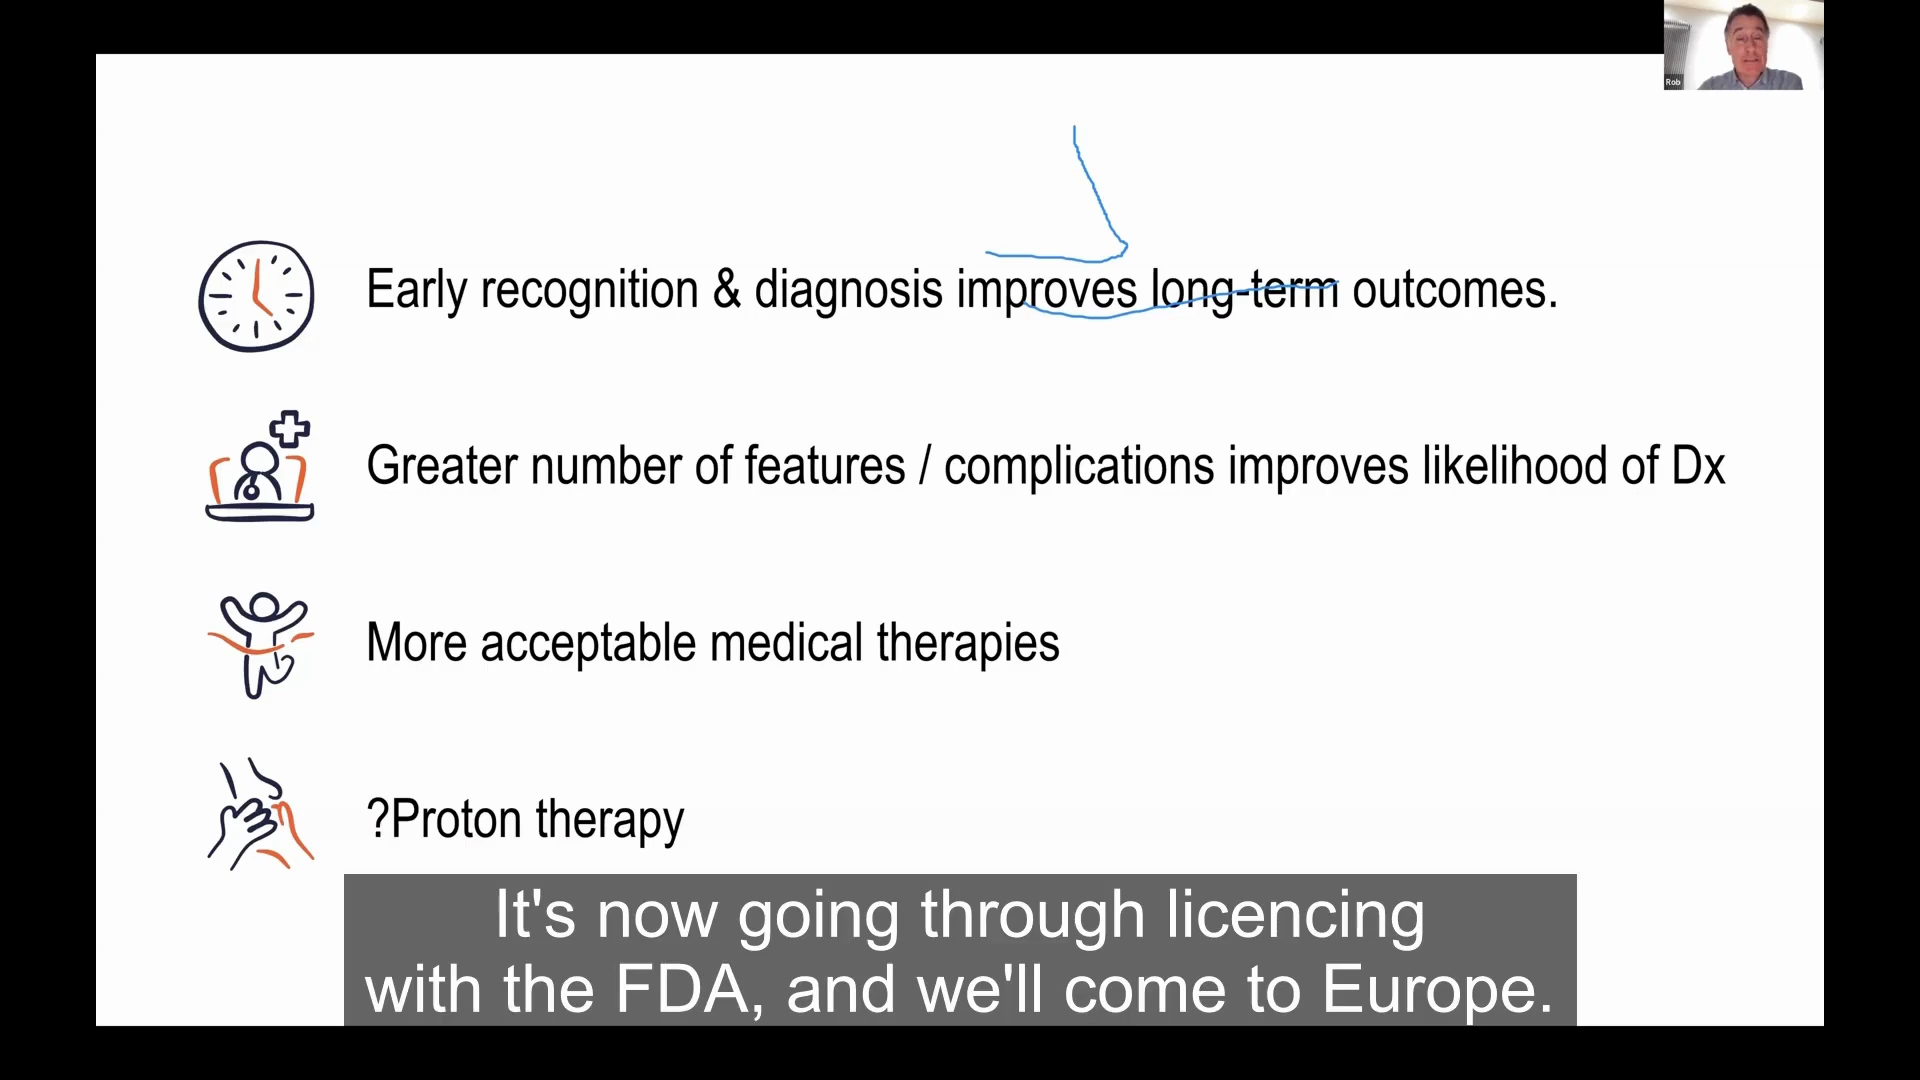 Rob
Early recognition & diagnosis improves long-term outcomes.
Greater number of features / complications improves likelihood of Dx
More acceptable medical therapies
?Proton therapy
It's now going through licencing
with the FDA, and we'll come to Europe.